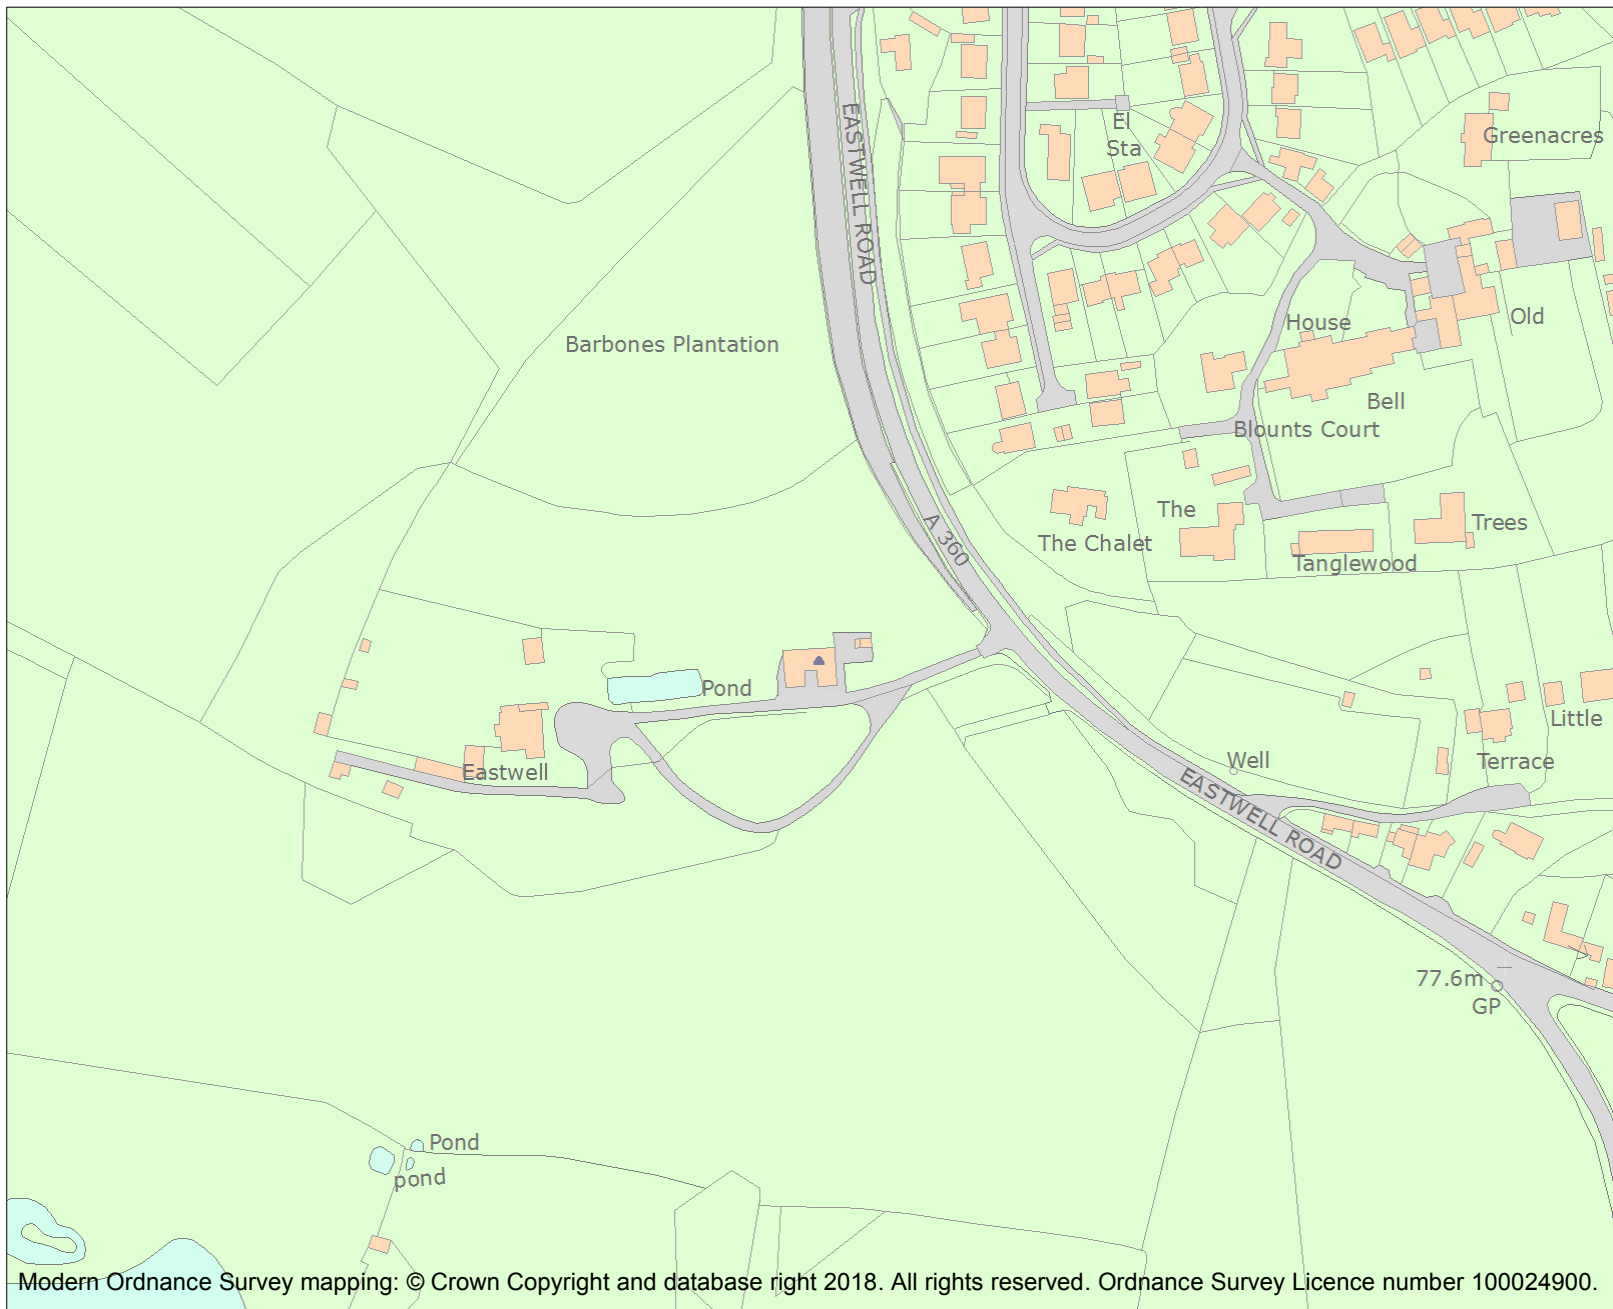 El
Sta
Greenacres
EASTWELL ROAD
Barbones Plantation
House
Old
Bell
Blounts Court
The
Trees
A 360
The Chalet
Tanglewood
Pond
Little
Well
Terrace
Eastwell
EASTWELL ROAD
77.6m
GP
Pond
pond
Modern Ordnance Survey mapping: © Crown Copyright and database right 2018. All rights reserved. Ordnance Survey Licence number 100024900.